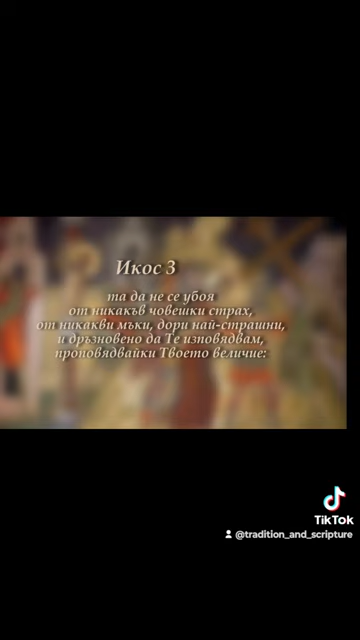 Икос 3
та да не се убоя
от никакъв човешки страх,
от никакви мъки, дори най-страшни,
и дръзновено да Те изповядвам,
проповядвайки Твоето величие:
TikTok
@tradition_and_scripture